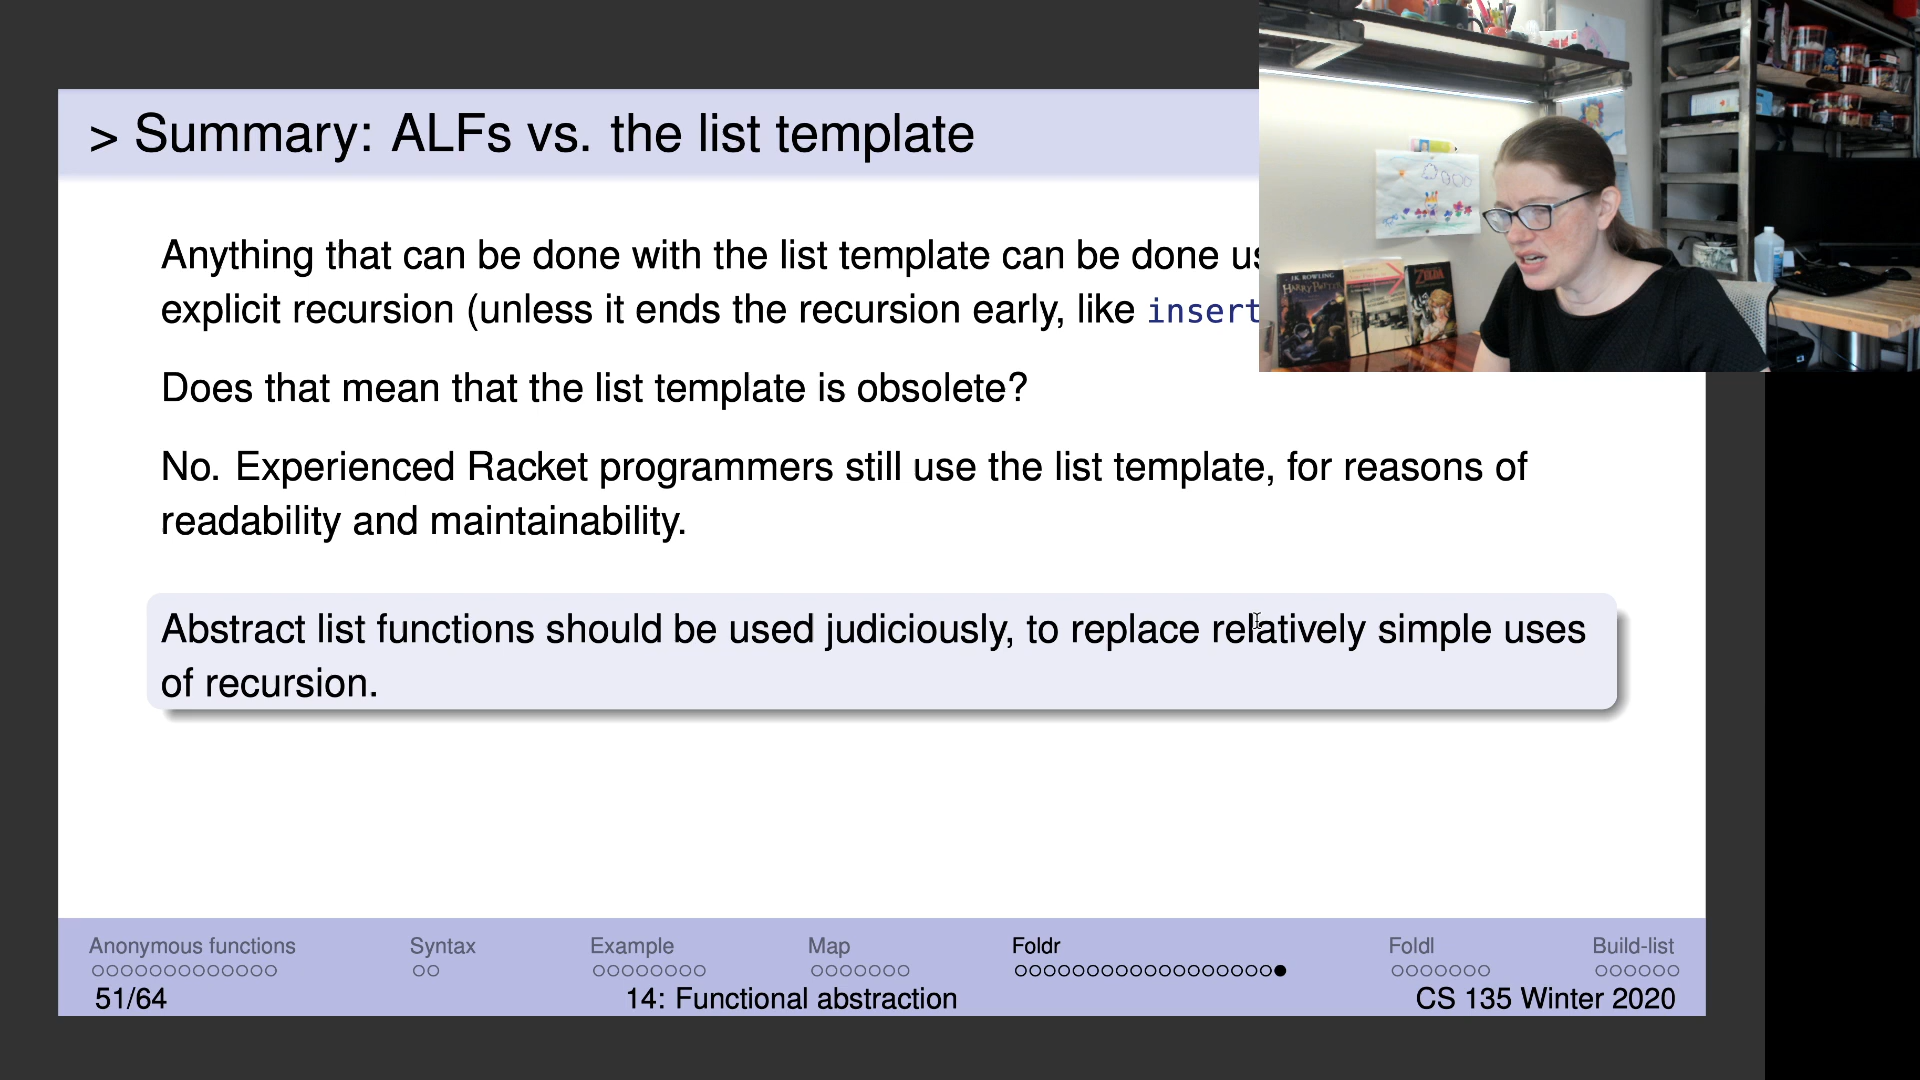 > Summary: ALFs vs. the list template
Anything that can be done with the list template can be done
explicit recursion (unless it ends the recursion early, like insert
Does that mean that the list template is obsolete?
No. Experienced Racket programmers still use the list template, for reasons of
readability and maintainability.
Abstract list functions should be used judiciously, to replace relatively simple uses
of recursion.
J.K. ROWLING
HARRY POTTER
ZELDA
Anonymous functions Syntax Example Map Foldr Foldl Build-list
51/64 14: Functional abstraction CS 135 Winter 2020